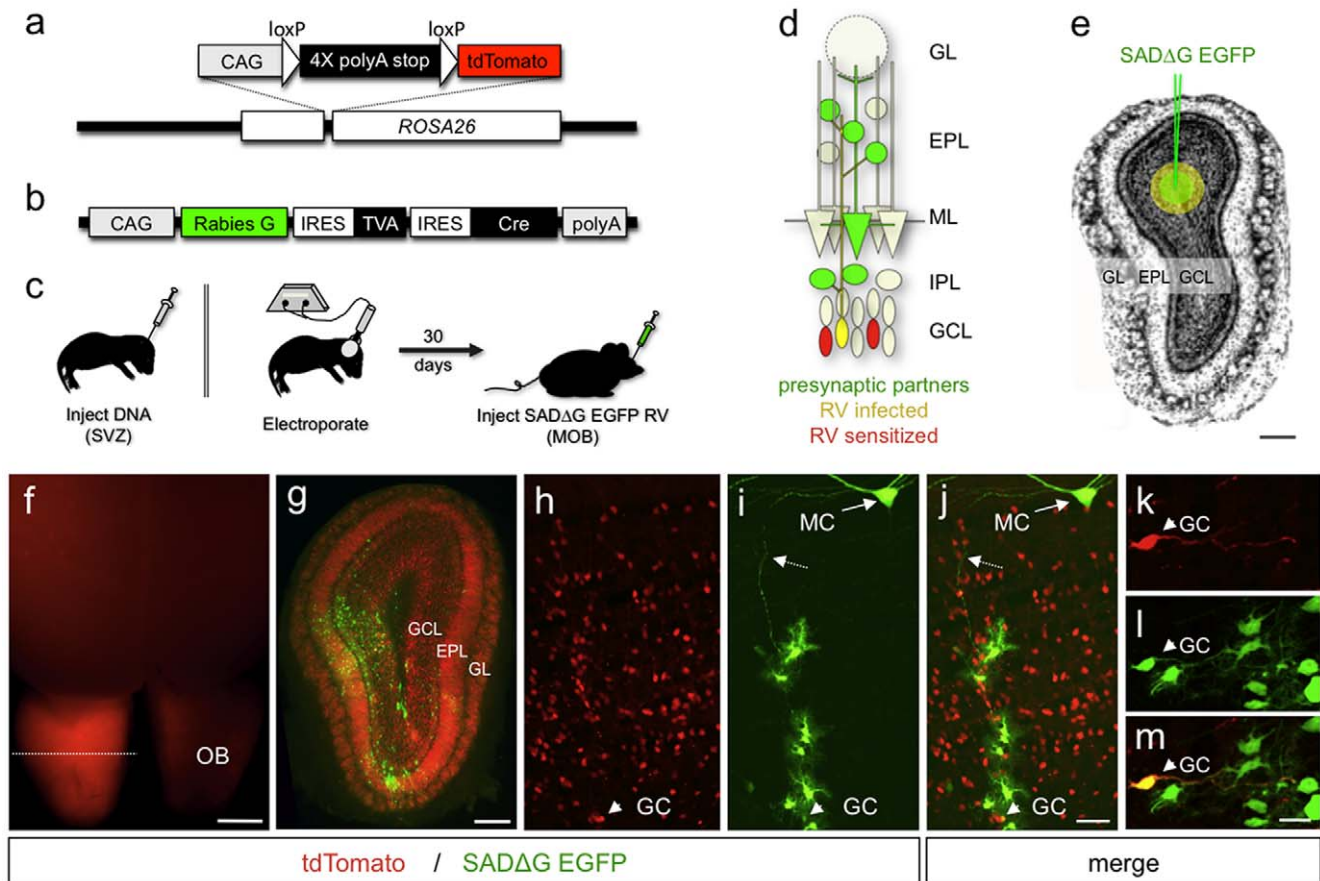 a
loxP loxP
CAG 4X polyA stop tdTomato
ROSA26
b
CAG Rabies G IRES TVA IRES Cre polyA
c
30
days
Inject DNA
(SVZ)
Electroporate
Inject SADΔG EGFP RV
(MOB)
d
GL
EPL
ML
IPL
GCL
presynaptic partners
RV infected
RV sensitized
e
SADΔG EGFP
GL EPL GCL
f
OB
g
GCL
EPL
GL
h
GC
i
MC
GC
j
MC
GC
k
GC
l
GC
m
GC
tdTomato / SADΔG EGFP
merge